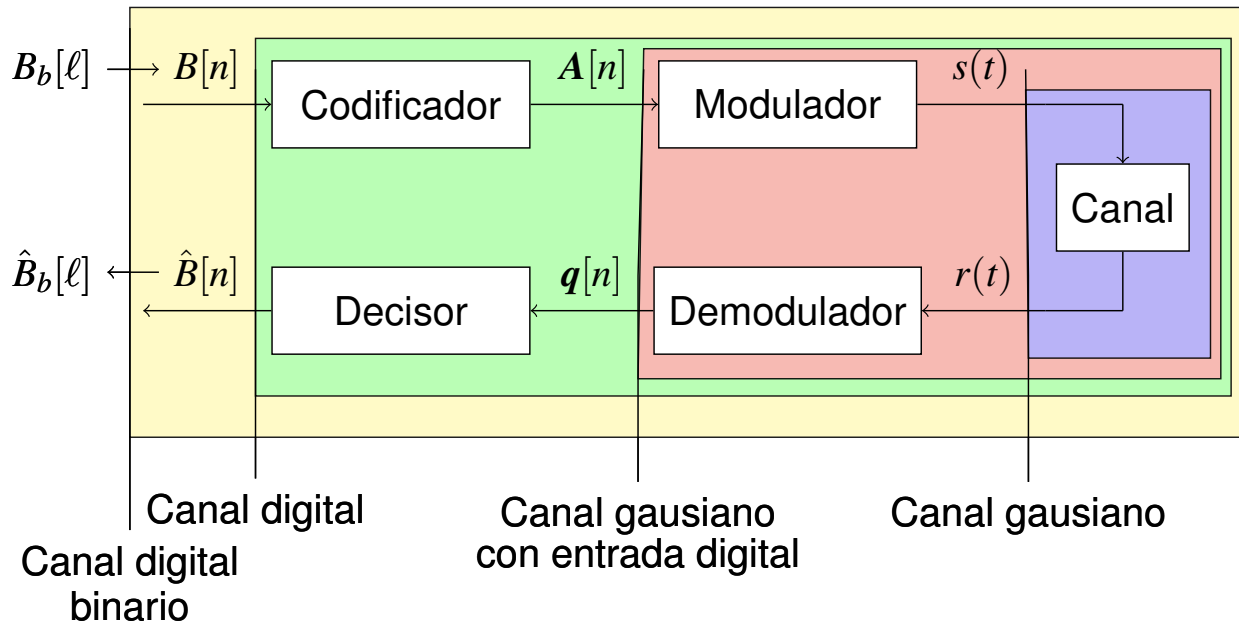 B_b[ℓ] B[n] A[n] s(t)
Codificador Modulador
Canal
B̂_b[ℓ] B̂[n] q[n] r(t)
Decisor Demodulador
Canal digital
Canal gausiano
con entrada digital
Canal gausiano
Canal digital
binario